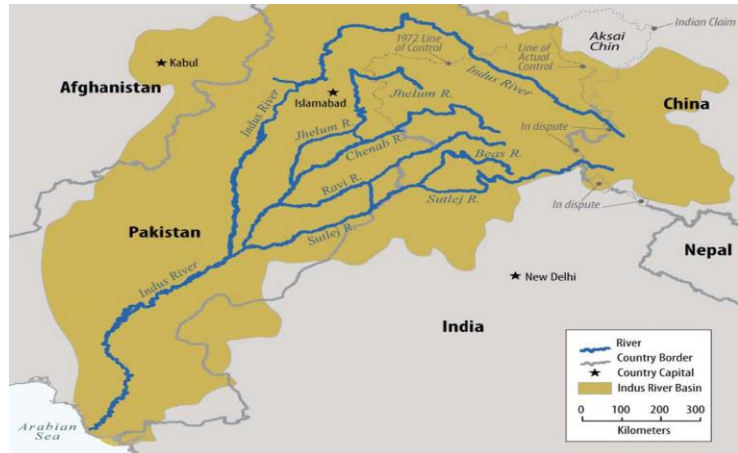 Indian Claim
Aksai
Chin
1972 Line
of Control
Line of
Actual
Control
Kabul
Afghanistan
Indus River
China
Islamabad
Indus River
Jhelum R.
Jhelum R.
In dispute
Chenab R.
Beas R.
Ravi R.
Sutlej R.
In dispute
Pakistan
Sutlej R.
Nepal
New Delhi
Indus River
India
River
Country Border
Country Capital
Indus River Basin
0 100 200 300
Kilometers
Arabian
Sea